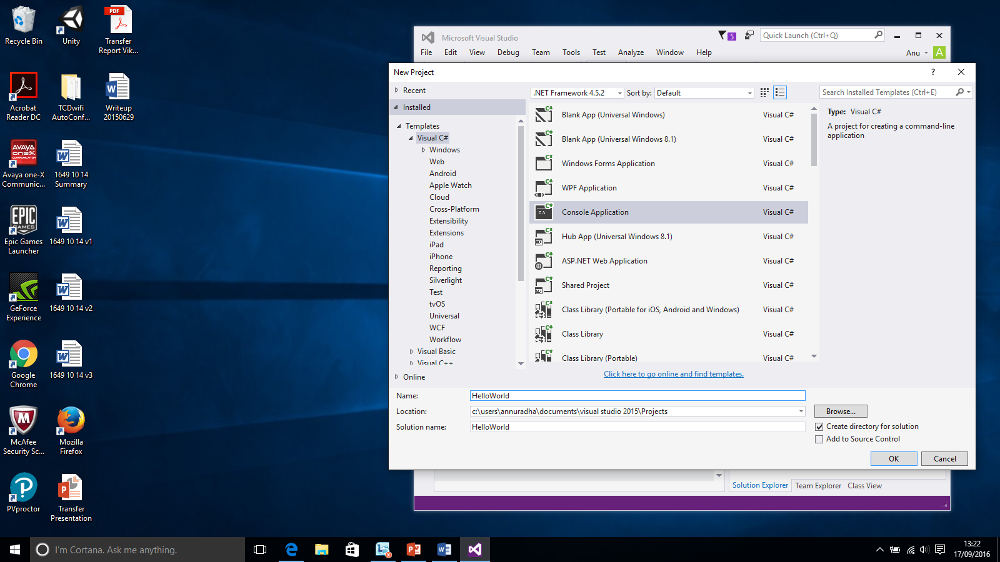 Recycle Bin
Unity
PDF
Transfer
Report Vik...
Acrobat
Reader DC
TCDwifi
AutoConf...
Writeup
20150629
AVAYA
one-X
COMMUNICATOR
Avaya one-X
Communic...
1649 10 14
Summary
EPIC
GAMES
Epic Games
Launcher
1649 10 14 v1
GeForce
Experience
1649 10 14 v2
Google
Chrome
1649 10 14 v3
McAfee
Security Sc...
Mozilla
Firefox
PVproctor
Transfer
Presentation
Microsoft Visual Studio
5
Quick Launch (Ctrl+Q)
File Edit View Debug Team Tools Test Analyze Window Help
Anu A
New Project
?
Recent
Installed
Templates
Visual C#
Windows
Web
Android
Apple Watch
Cloud
Cross-Platform
Extensibility
Extensions
iPad
iPhone
Reporting
Silverlight
Test
tvOS
Universal
WCF
Workflow
Visual Basic
Visual C++
Online
.NET Framework 4.5.2 Sort by: Default
Search Installed Templates (Ctrl+E)
C# Blank App (Universal Windows) Visual C#
C# Blank App (Universal Windows 8.1) Visual C#
C# Windows Forms Application Visual C#
C# WPF Application Visual C#
C# C:\ Console Application Visual C#
C# Hub App (Universal Windows 8.1) Visual C#
C# ASP.NET Web Application Visual C#
C# Shared Project Visual C#
C# Class Library (Portable for iOS, Android and Windows) Visual C#
C# Class Library Visual C#
C# Class Library (Portable) Visual C#
Click here to go online and find templates.
Type: Visual C#
A project for creating a command-line
application
Name: HelloWorld
Location: c:\users\annuradha\documents\visual studio 2015\Projects
Browse...
Solution name: HelloWorld
Create directory for solution
Add to Source Control
OK Cancel
Solution Explorer Team Explorer Class View
I'm Cortana. Ask me anything.
13:22
17/09/2016